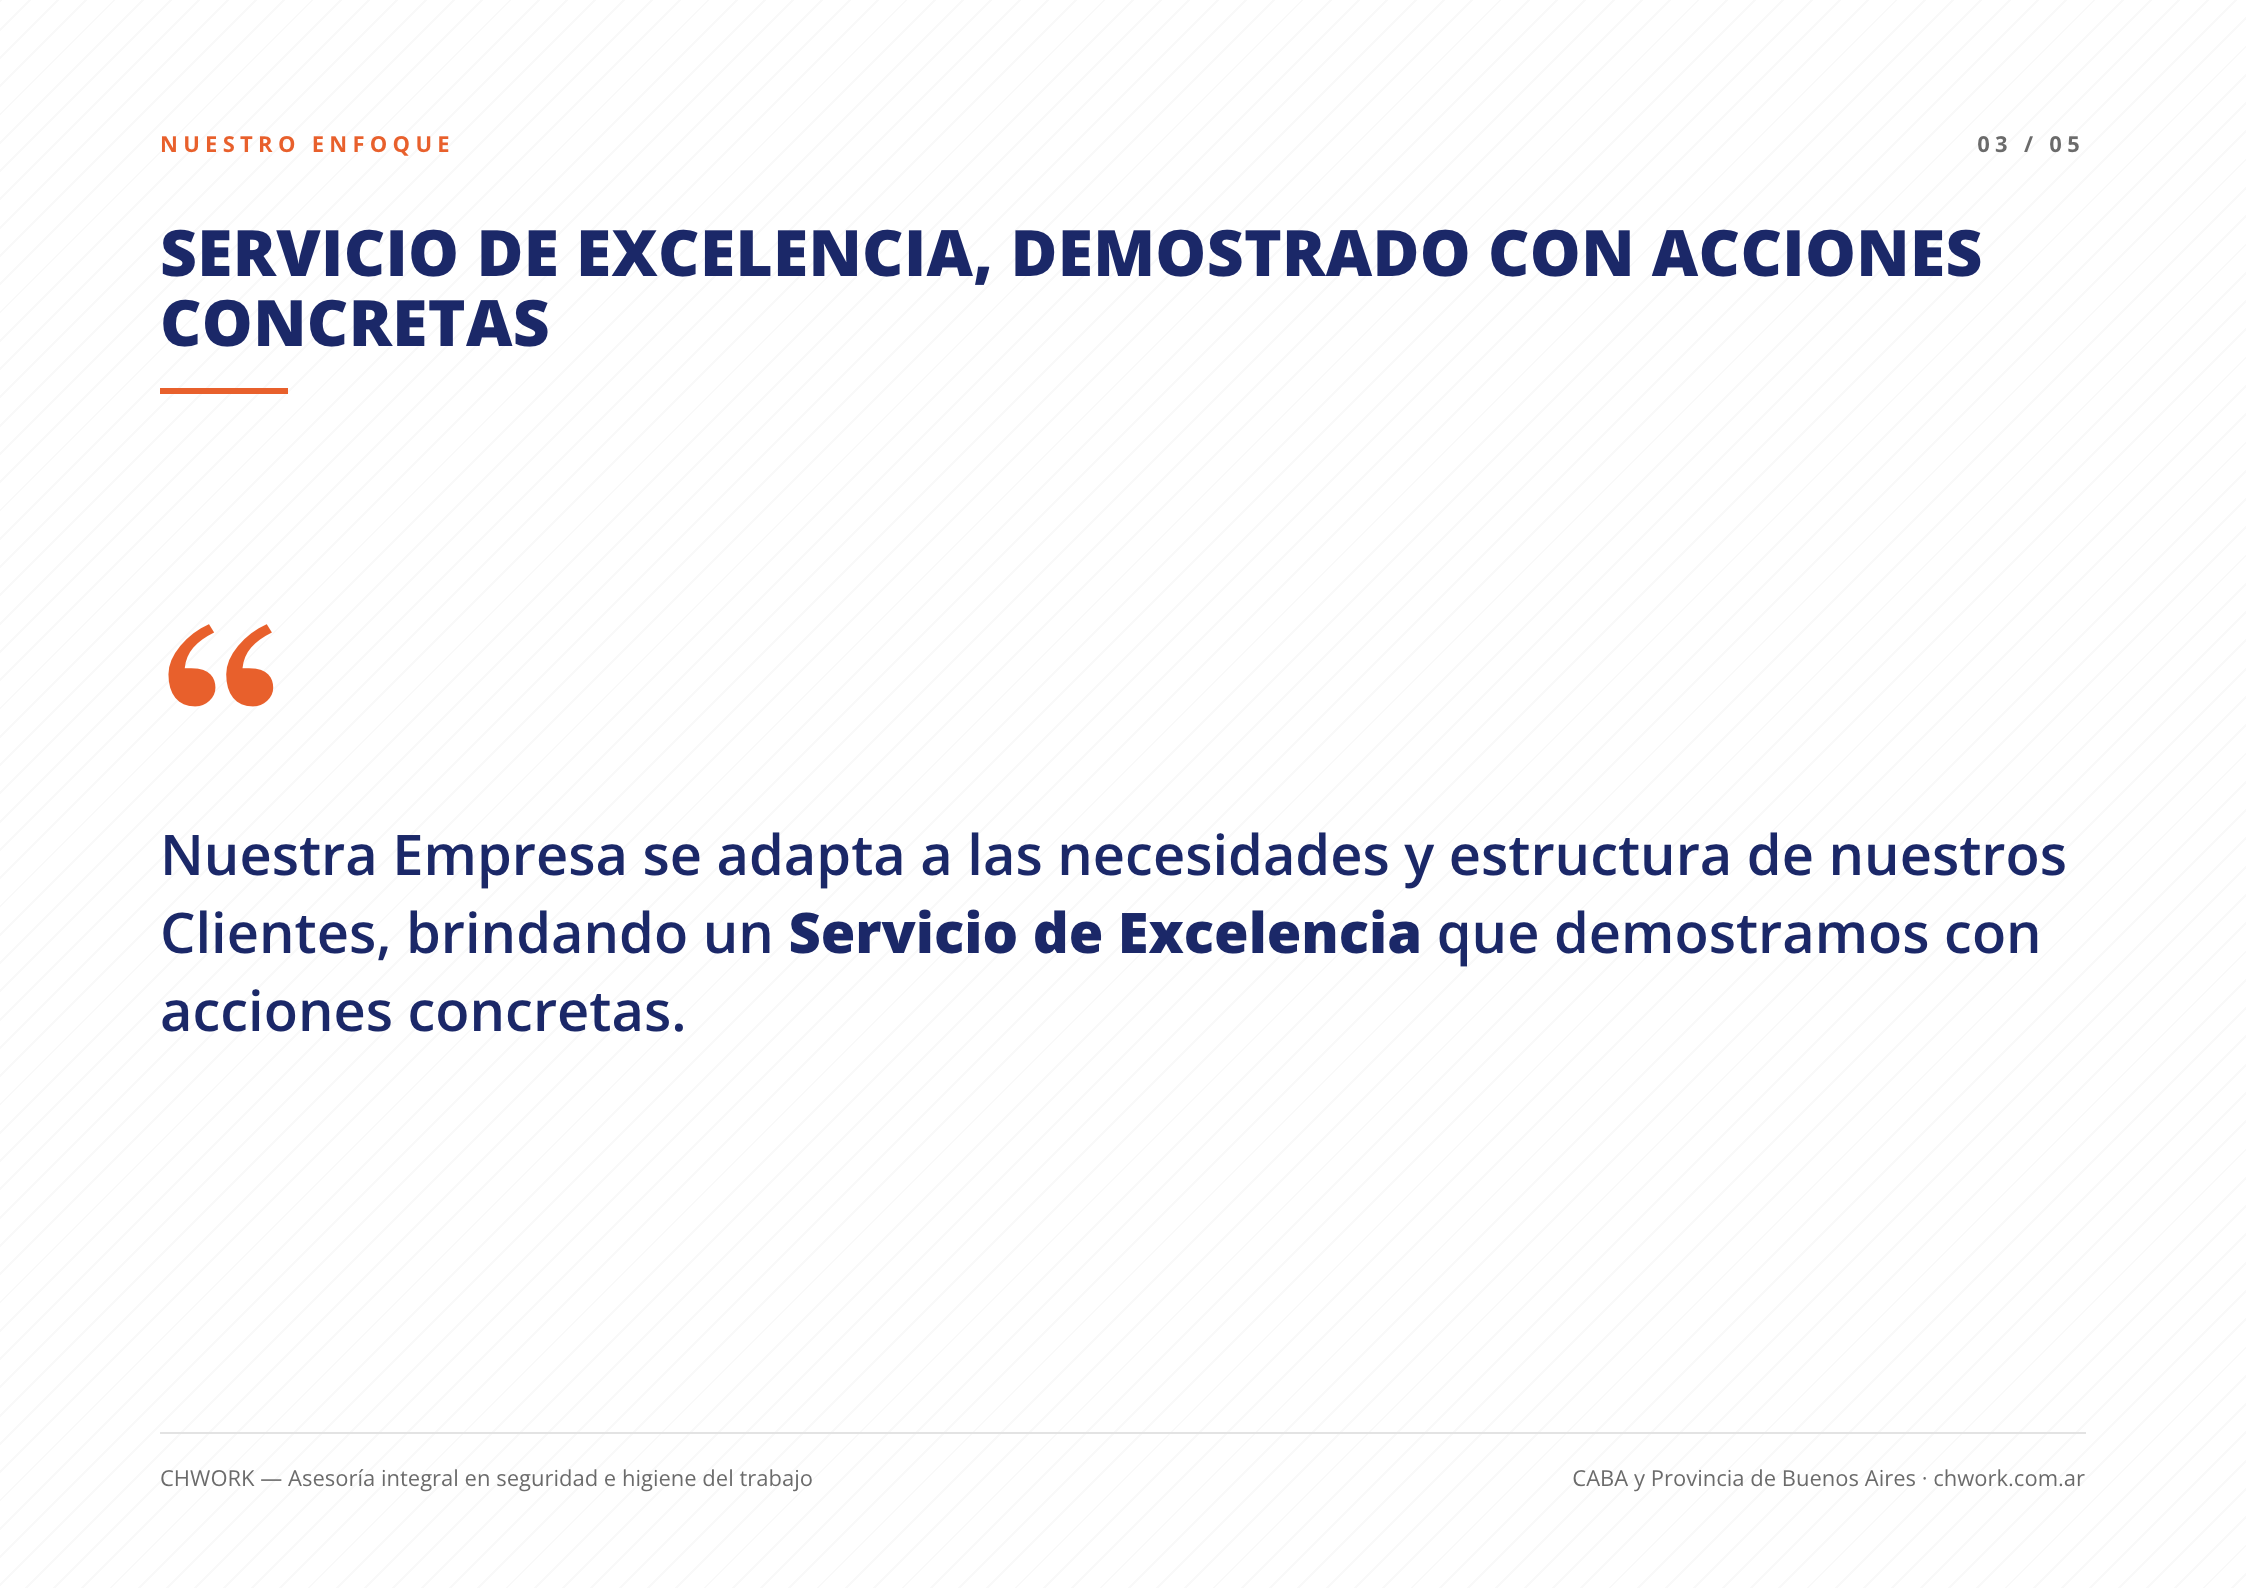 NUESTRO ENFOQUE
03 / 05
SERVICIO DE EXCELENCIA, DEMOSTRADO CON ACCIONES
CONCRETAS
“
Nuestra Empresa se adapta a las necesidades y estructura de nuestros
Clientes, brindando un Servicio de Excelencia que demostramos con
acciones concretas.
CHWORK — Asesoría integral en seguridad e higiene del trabajo
CABA y Provincia de Buenos Aires · chwork.com.ar